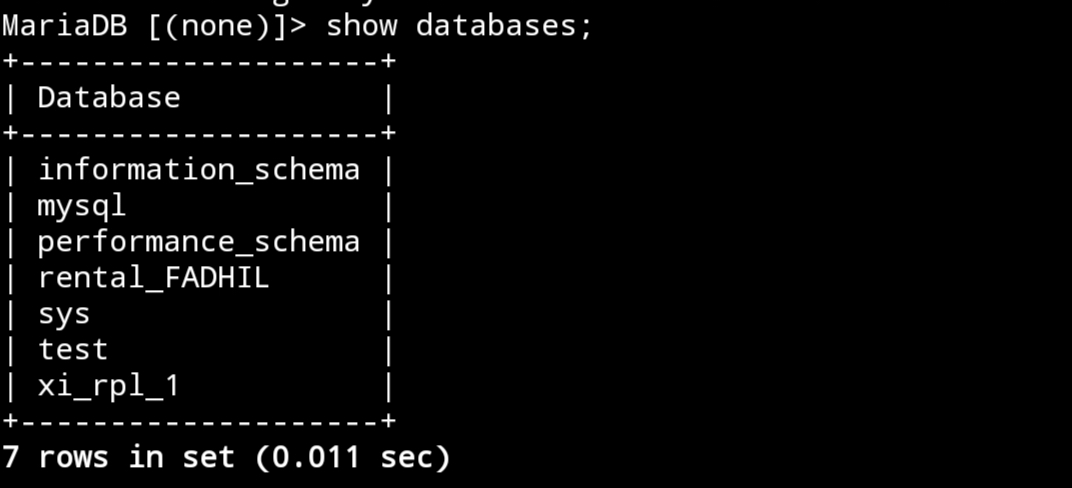 MariaDB [(none)]> show databases;
+--------------------+
| Database           |
+--------------------+
| information_schema |
| mysql              |
| performance_schema |
| rental_FADHIL      |
| sys                |
| test               |
| xi_rpl_1           |
+--------------------+
7 rows in set (0.011 sec)